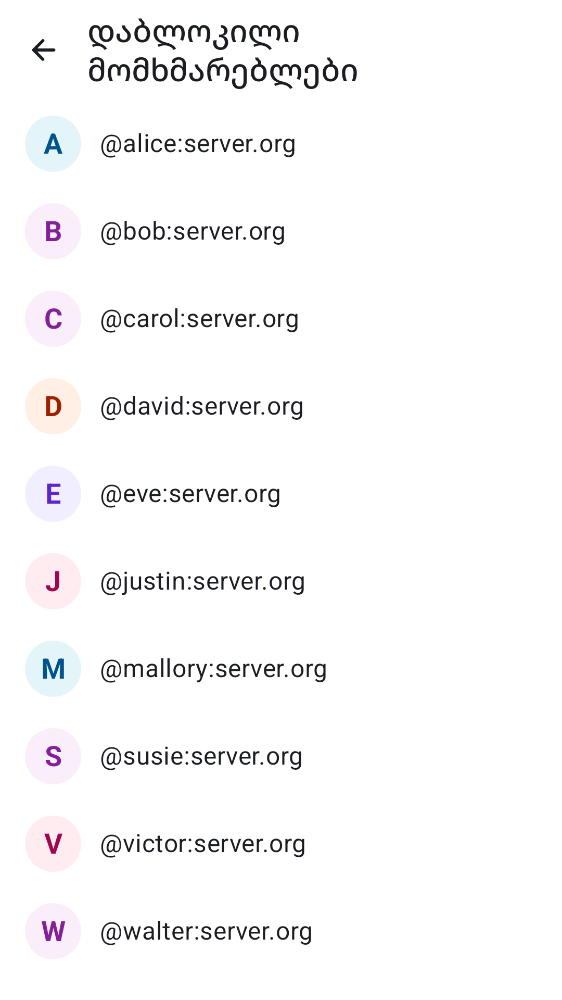 დაბლოკილი
მომხმარებლები
A @alice:server.org
B @bob:server.org
C @carol:server.org
D @david:server.org
E @eve:server.org
J @justin:server.org
M @mallory:server.org
S @susie:server.org
V @victor:server.org
W @walter:server.org